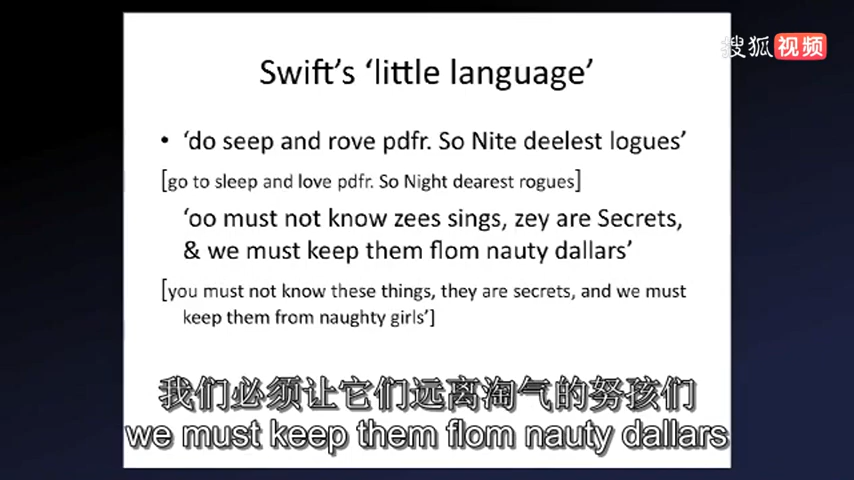 搜狐视频
Swift's 'little language'
• 'do seep and rove pdfr. So Nite deelest logues'
[go to sleep and love pdfr. So Night dearest rogues]
'oo must not know zees sings, zey are Secrets,
& we must keep them flom nauty dallars'
[you must not know these things, they are secrets, and we must
keep them from naughty girls']
我们必须让它们远离淘气的努孩们
we must keep them flom nauty dallars